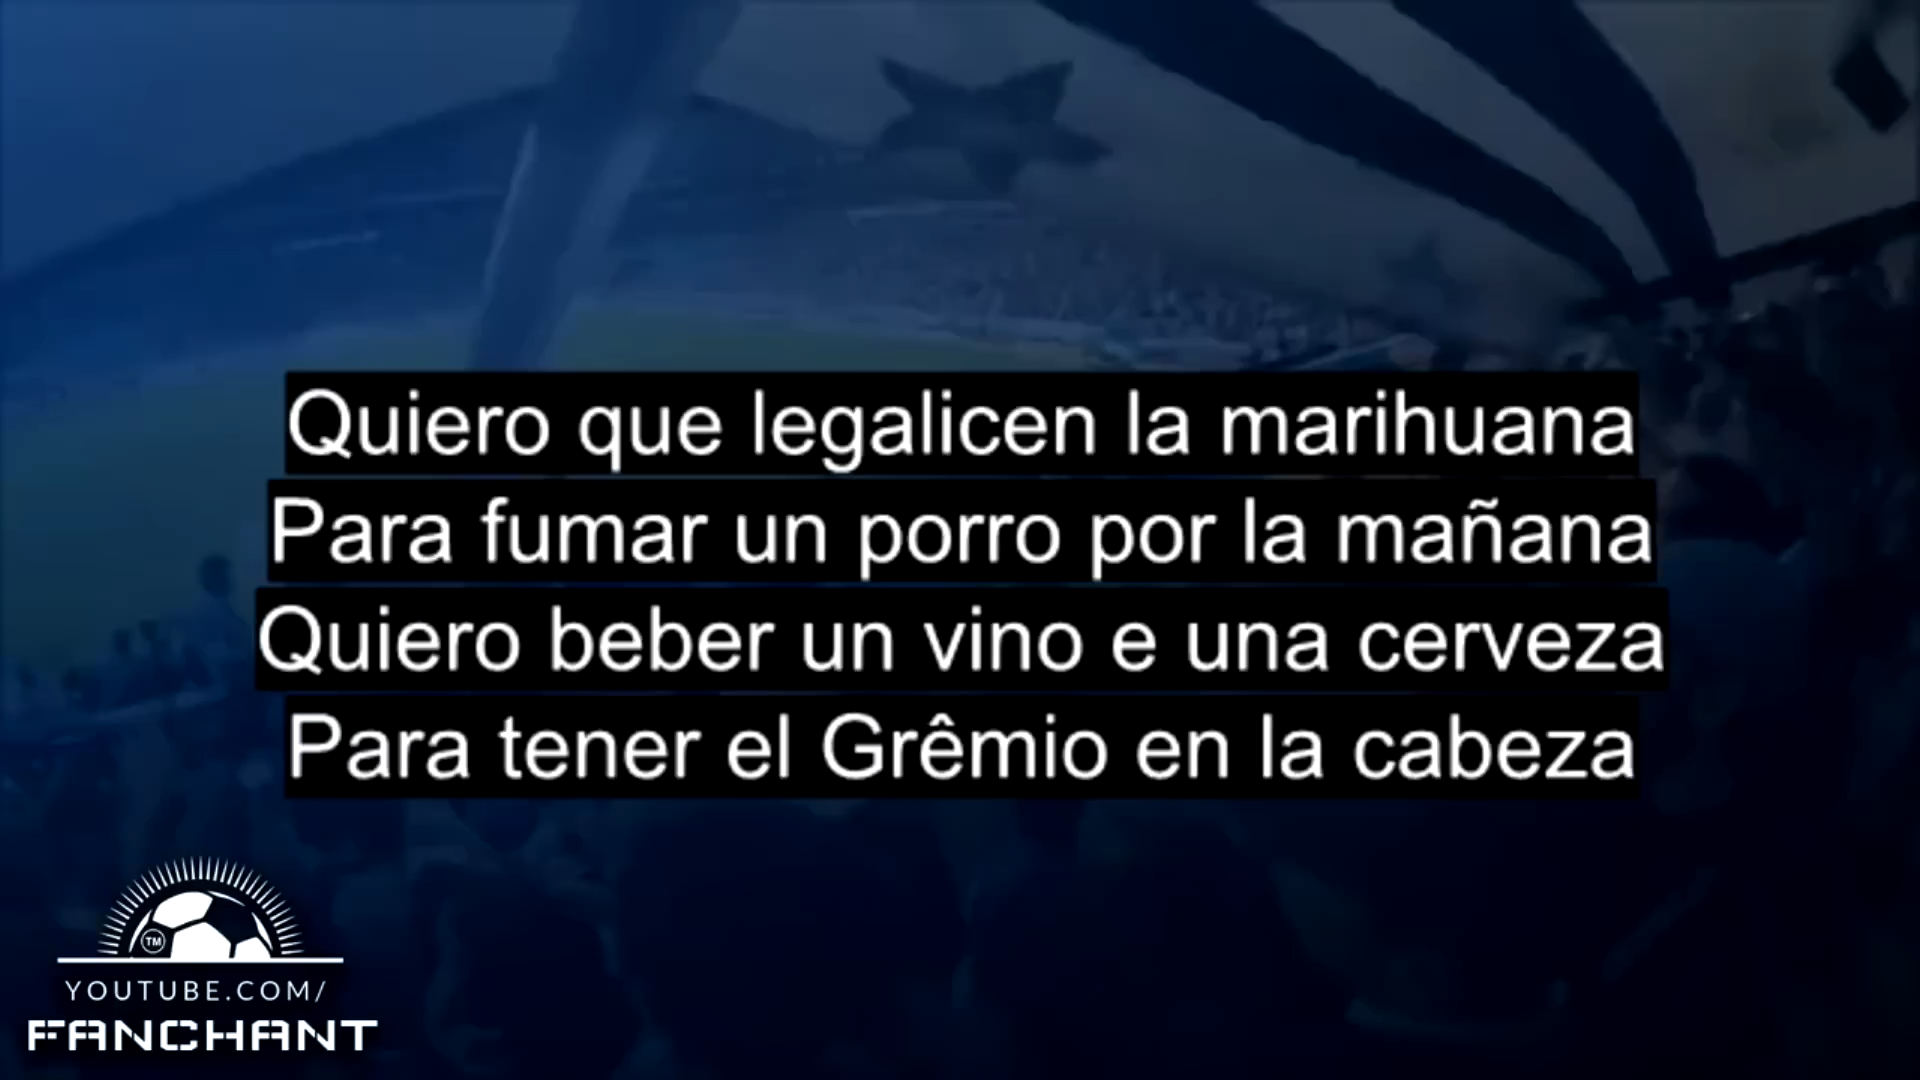 Quiero que legalicen la marihuana
Para fumar un porro por la mañana
Quiero beber un vino e una cerveza
Para tener el Grêmio en la cabeza
TM
YOUTUBE.COM/
FANCHANT